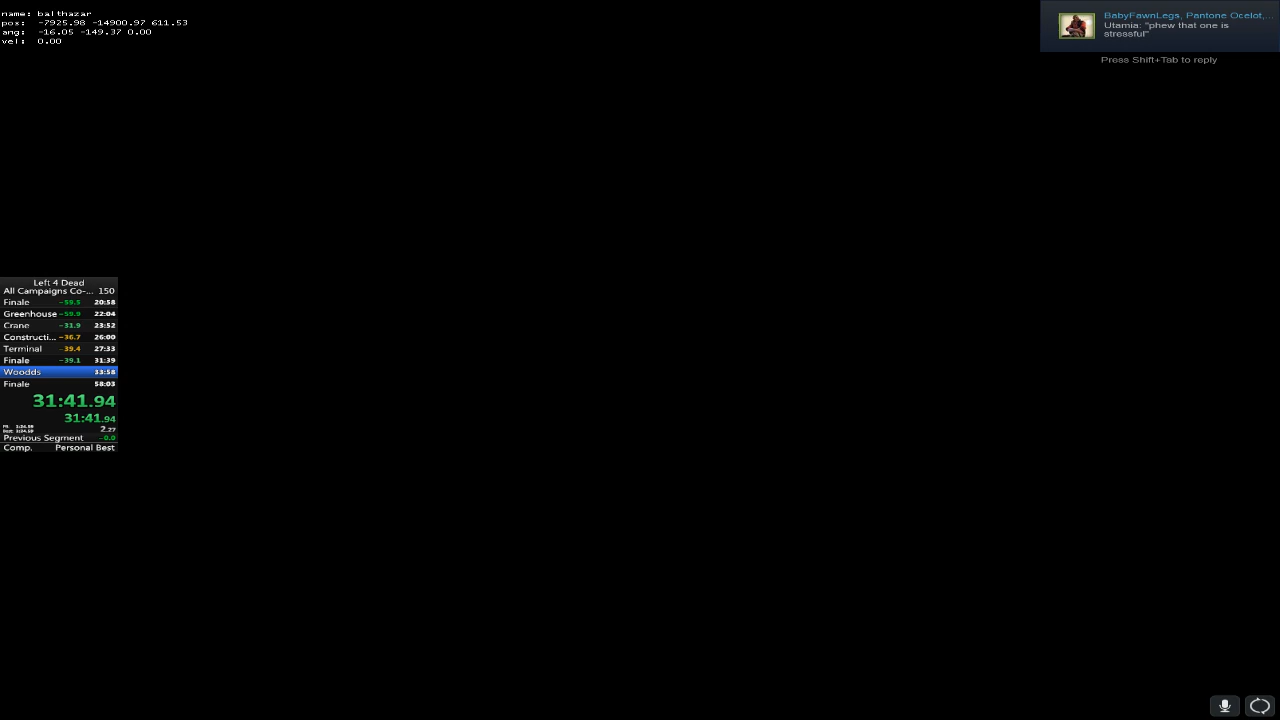 name: balthazar
pos: -7925.98 -14900.97 611.53
ang: -16.05 -149.37 0.00
vel: 0.00
BabyFawnLegs, Pantone Ocelot,...
Utamia: "phew that one is
stressful"
Press Shift+Tab to reply
Left 4 Dead
All Campaigns Co-... 150
Finale -59.5 20:58
Greenhouse -59.9 22:04
Crane -31.9 23:52
Constructi... -36.7 26:00
Terminal -39.4 27:33
Finale -39.1 31:39
Woodds 33:58
Finale 58:03
31:41.94
31:41.94
2.27
Previous Segment -0.0
Comp. Personal Best